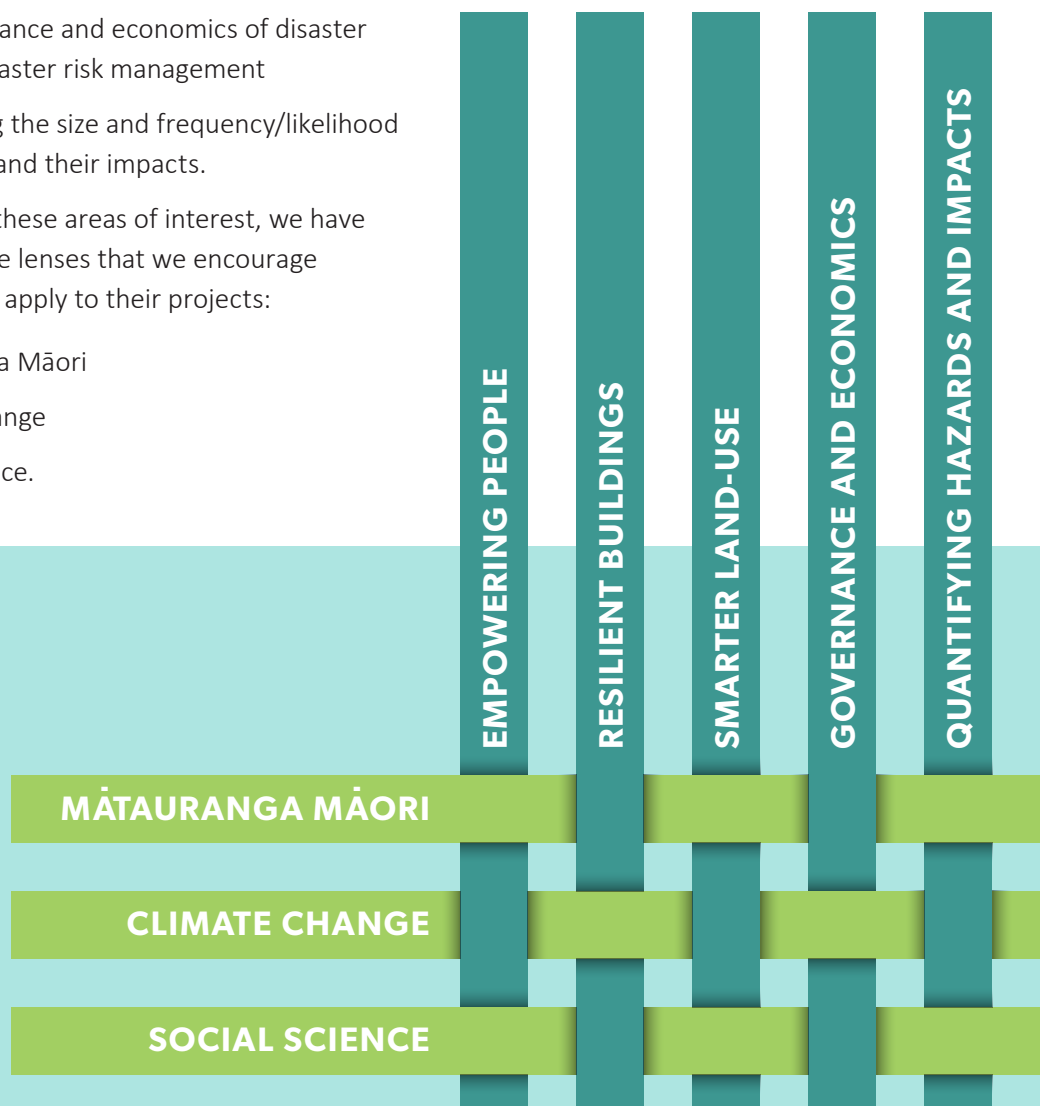 ance and economics of disaster
aster risk management
g the size and frequency/likelihood
and their impacts.
these areas of interest, we have
e lenses that we encourage
apply to their projects:
a Māori
ange
ce.
EMPOWERING PEOPLE
RESILIENT BUILDINGS
SMARTER LAND-USE
GOVERNANCE AND ECONOMICS
QUANTIFYING HAZARDS AND IMPACTS
MĀTAURANGA MĀORI
CLIMATE CHANGE
SOCIAL SCIENCE